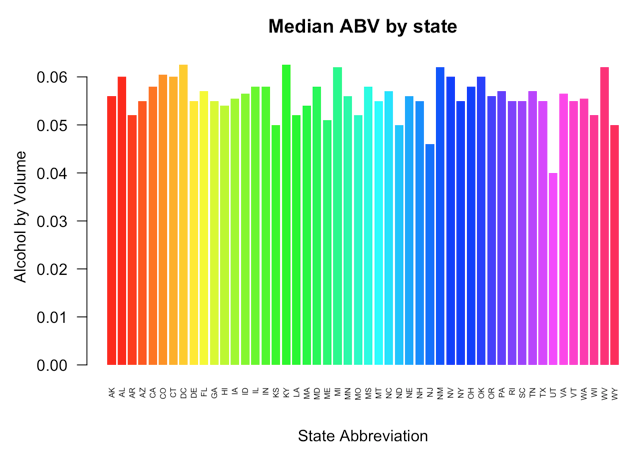 Median ABV by state
Alcohol by Volume
0.06
0.05
0.04
0.03
0.02
0.01
0.00
AK AL AR AZ CA CO CT DC DE FL GA HI IA ID IL IN KS KY LA MA MD ME MI MN MO MS MT NC ND NE NH NJ NM NV NY OH OK OR PA RI SC TN TX UT VA VT WA WI WV WY
State Abbreviation